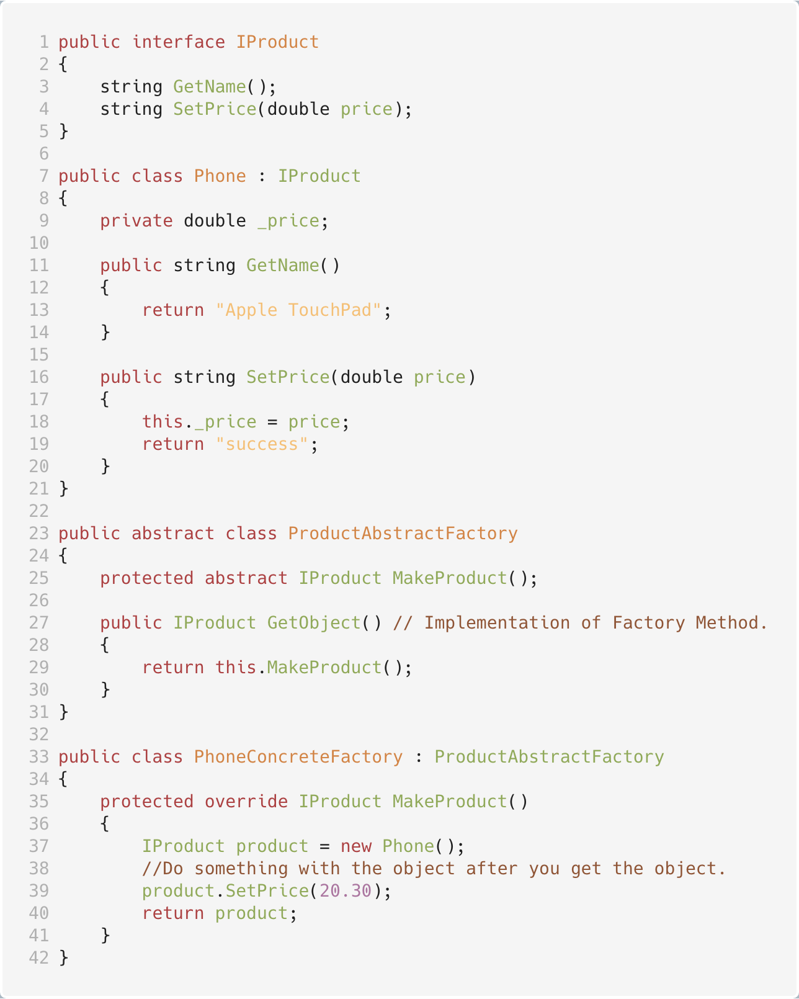 1 public interface IProduct
2 {
3     string GetName();
4     string SetPrice(double price);
5 }
6
7 public class Phone : IProduct
8 {
9     private double _price;
10
11     public string GetName()
12     {
13         return "Apple TouchPad";
14     }
15
16     public string SetPrice(double price)
17     {
18         this._price = price;
19         return "success";
20     }
21 }
22
23 public abstract class ProductAbstractFactory
24 {
25     protected abstract IProduct MakeProduct();
26
27     public IProduct GetObject() // Implementation of Factory Method.
28     {
29         return this.MakeProduct();
30     }
31 }
32
33 public class PhoneConcreteFactory : ProductAbstractFactory
34 {
35     protected override IProduct MakeProduct()
36     {
37         IProduct product = new Phone();
38         //Do something with the object after you get the object.
39         product.SetPrice(20.30);
40         return product;
41     }
42 }